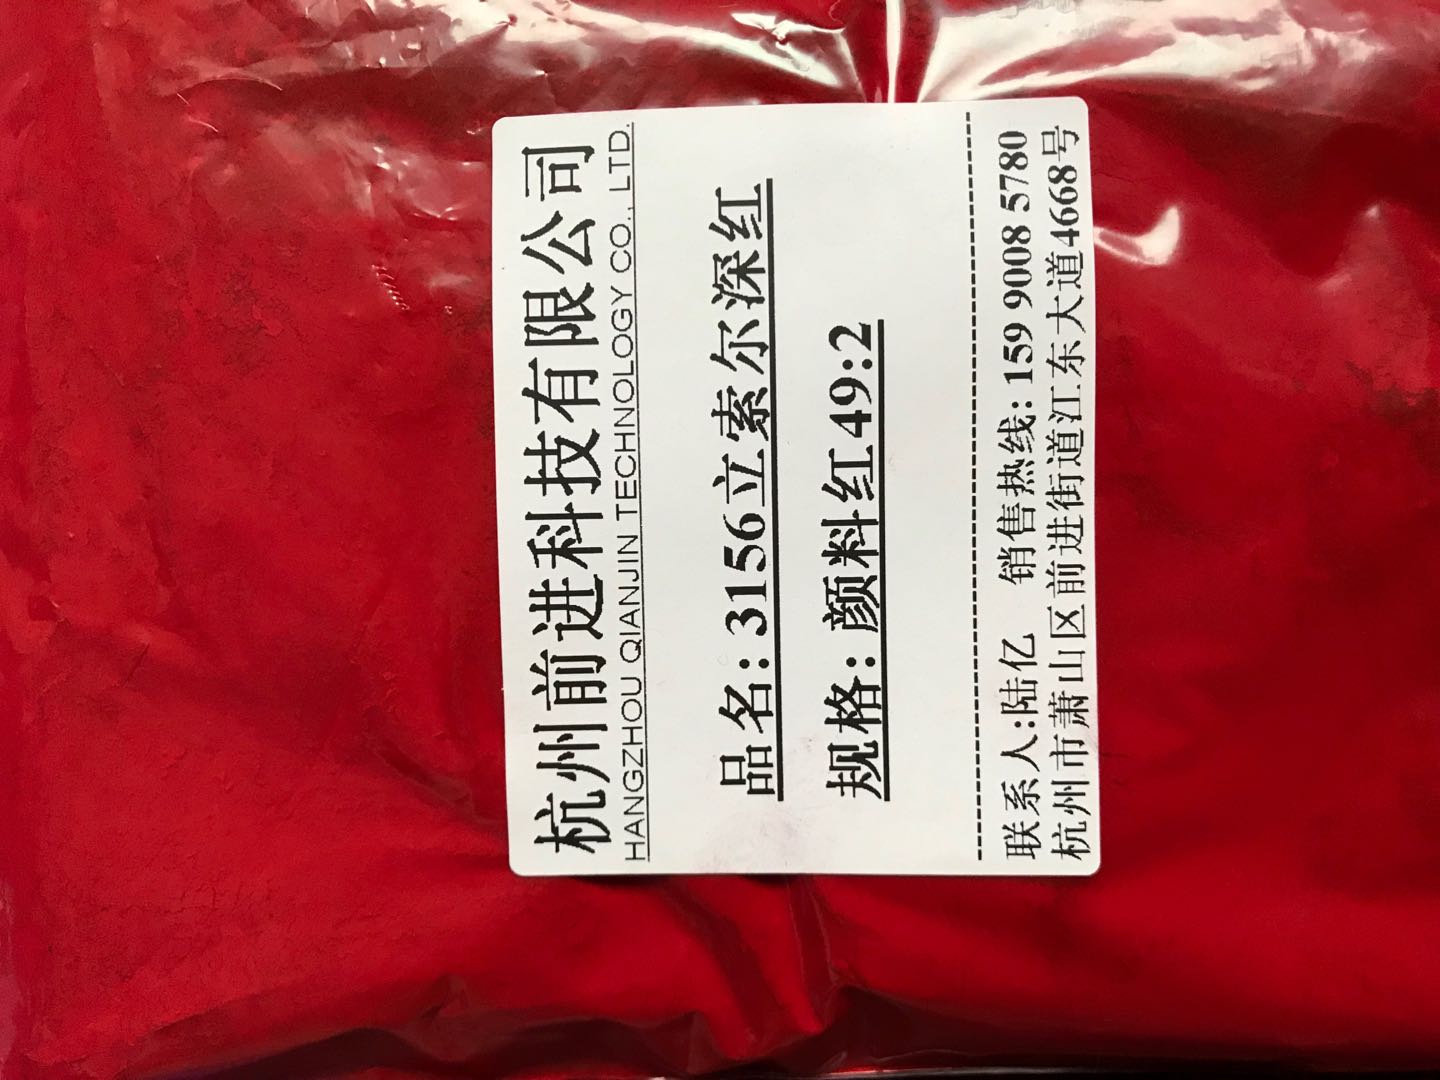 杭州前进科技有限公司
HANGZHOU QIANJIN TECHNOLOGY CO., LTD.
品名: 3156立索尔深红
规格: 颜料红49:2
联系人:陆亿 销售热线: 159 9008 5780
杭州市萧山区前进街道江东大道4668号